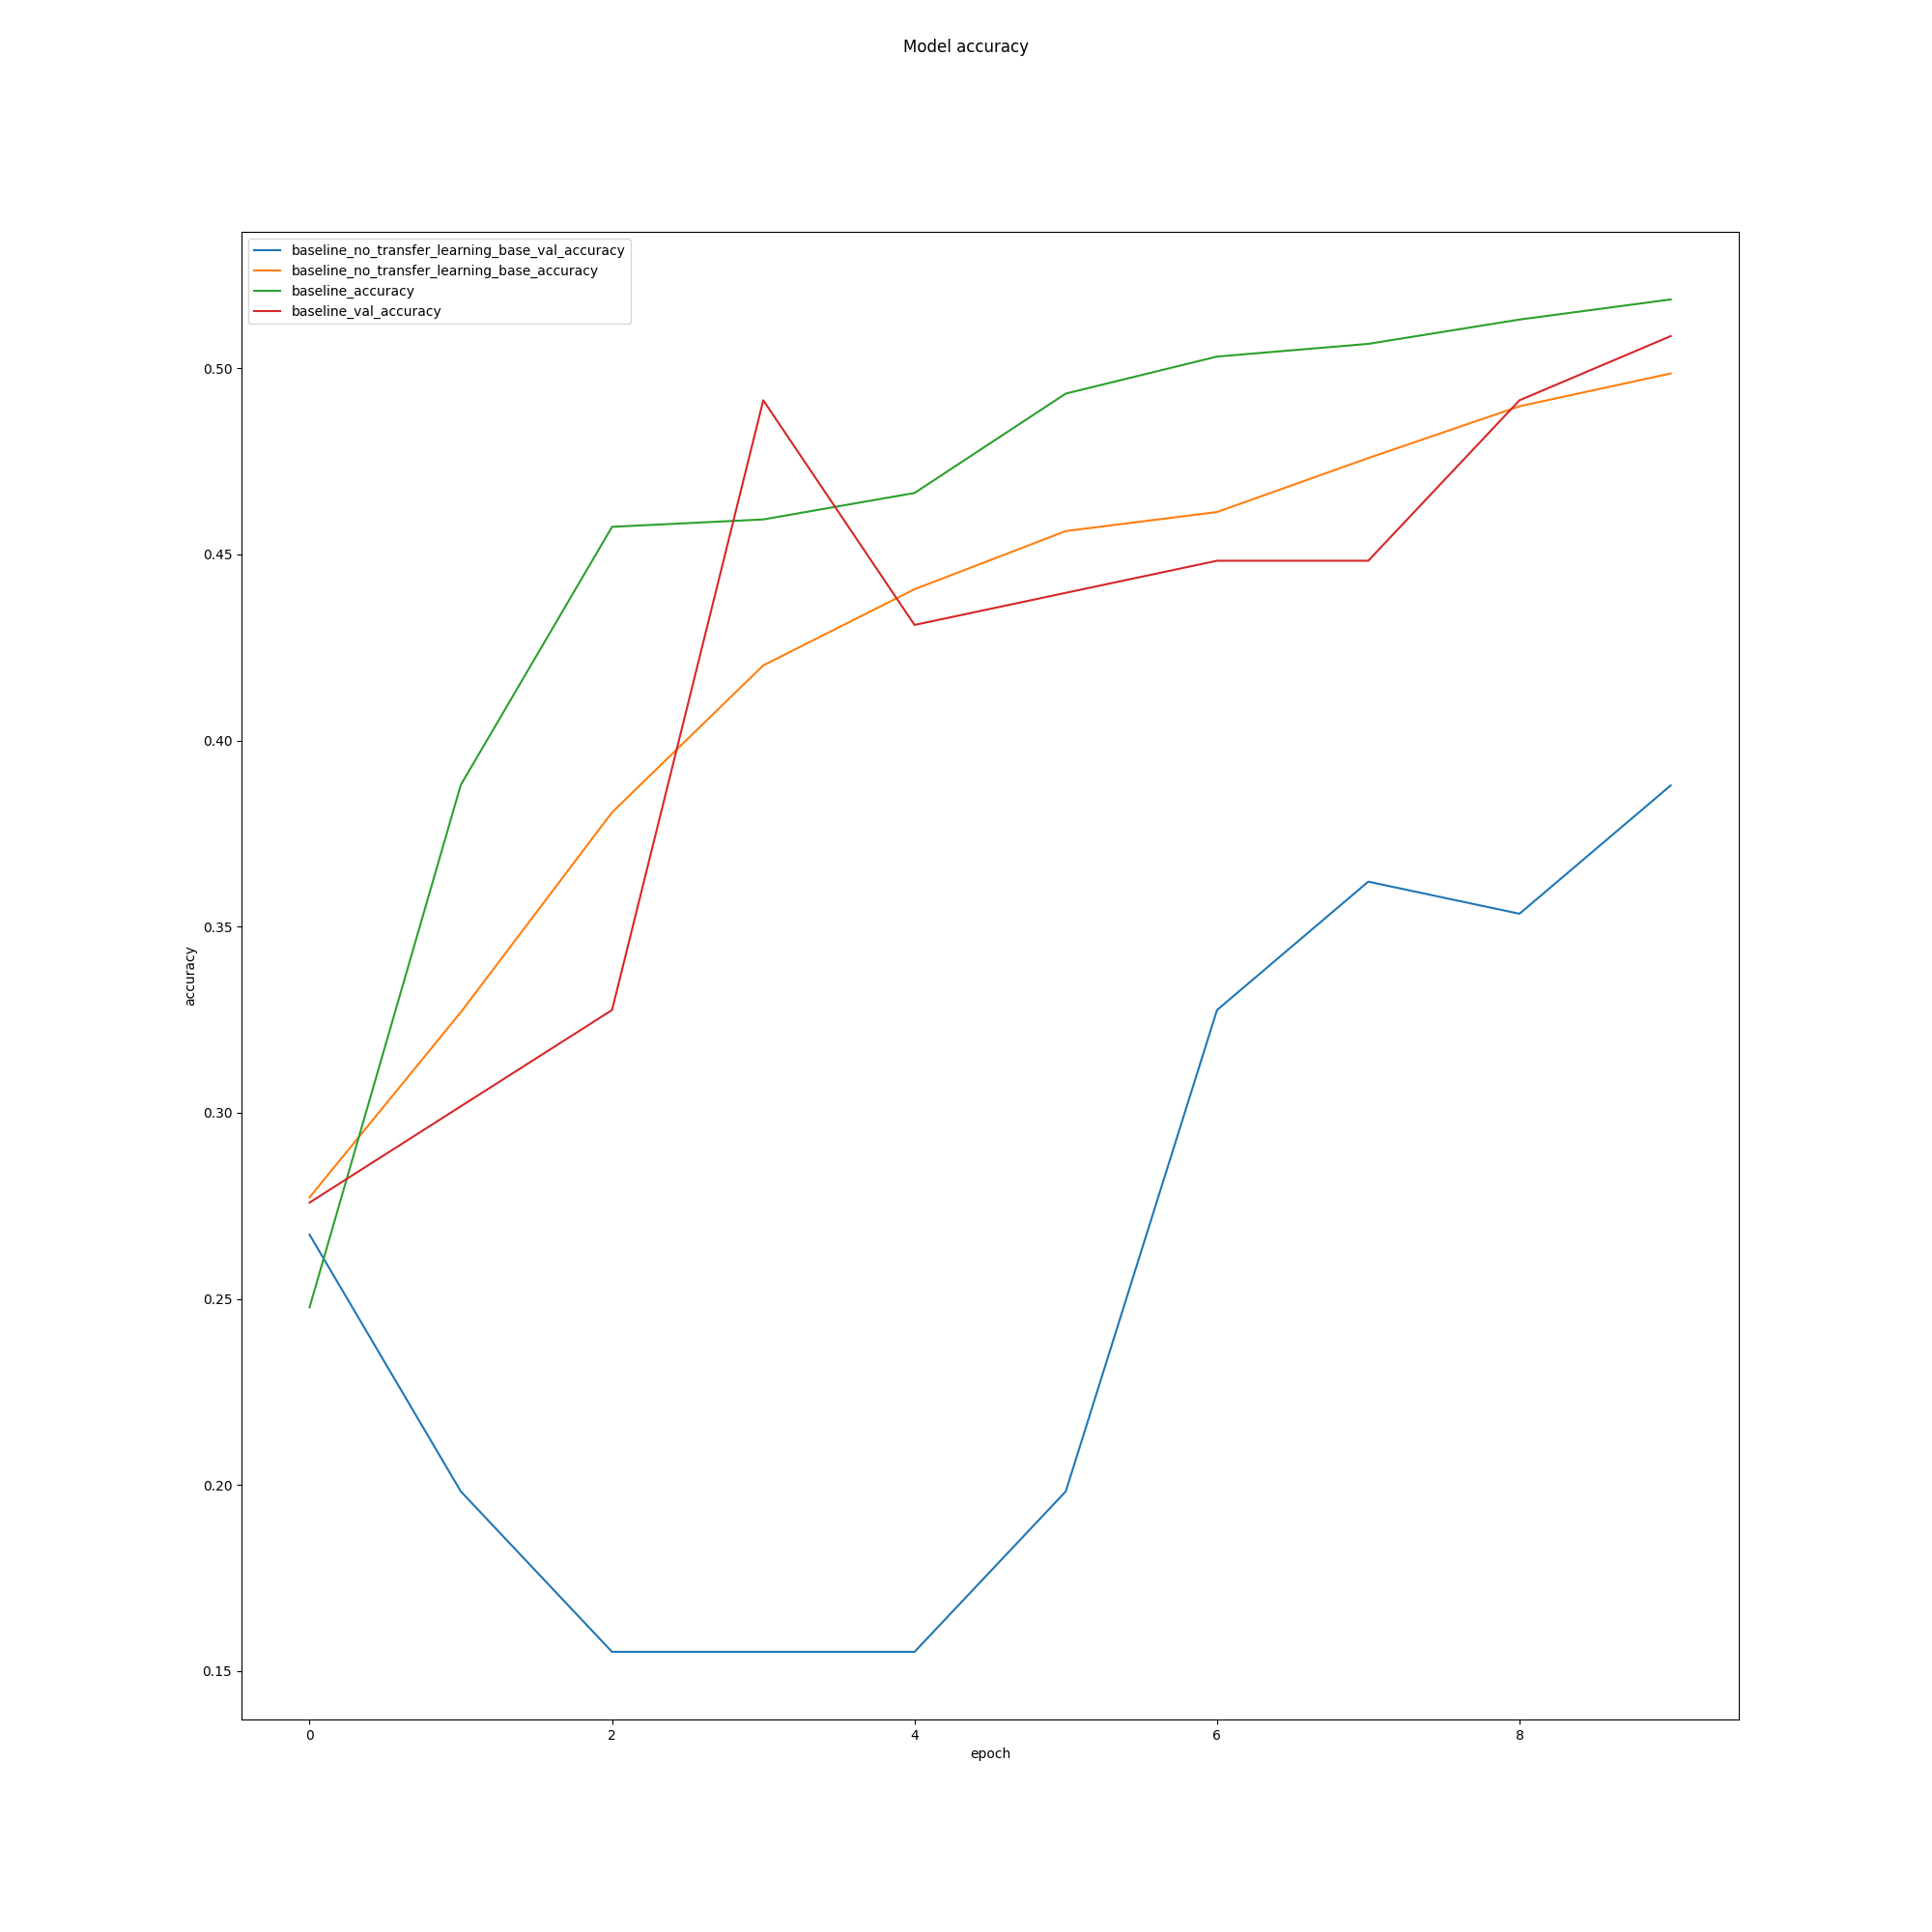 Model accuracy
baseline_no_transfer_learning_base_val_accuracy
baseline_no_transfer_learning_base_accuracy
baseline_accuracy
baseline_val_accuracy
0.50
0.45
0.40
0.35
0.30
0.25
0.20
0.15
accuracy
0 2 4 6 8
epoch